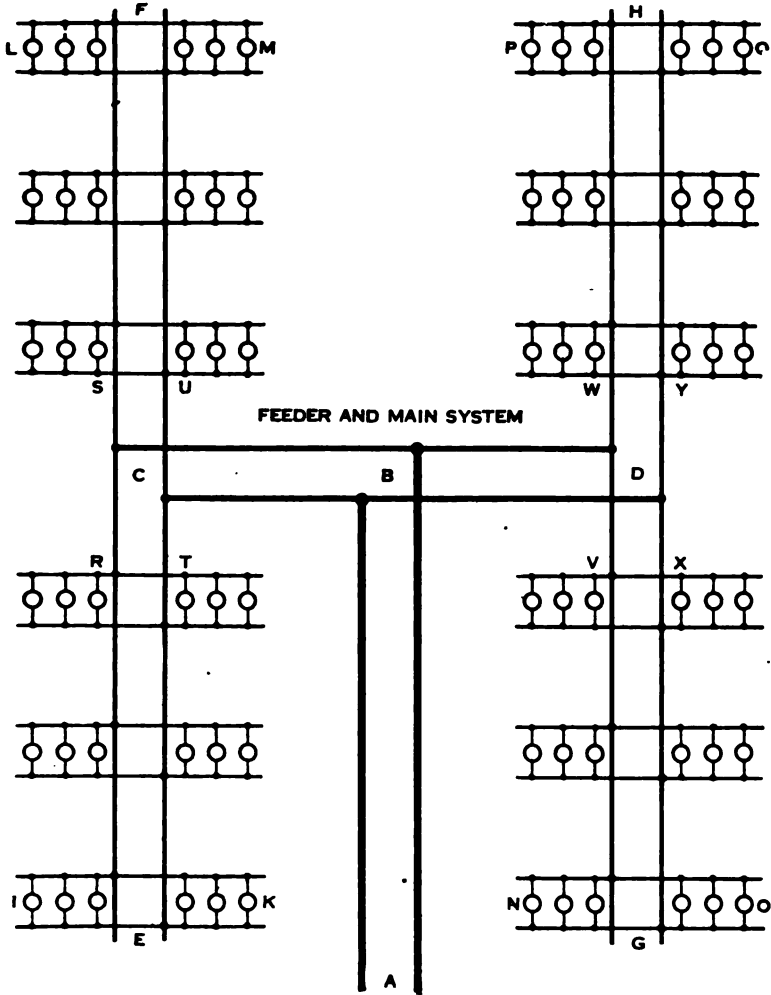 F H
L M P
S U W Y
FEEDER AND MAIN SYSTEM
C B D
R T V X
I K N O
E G
A